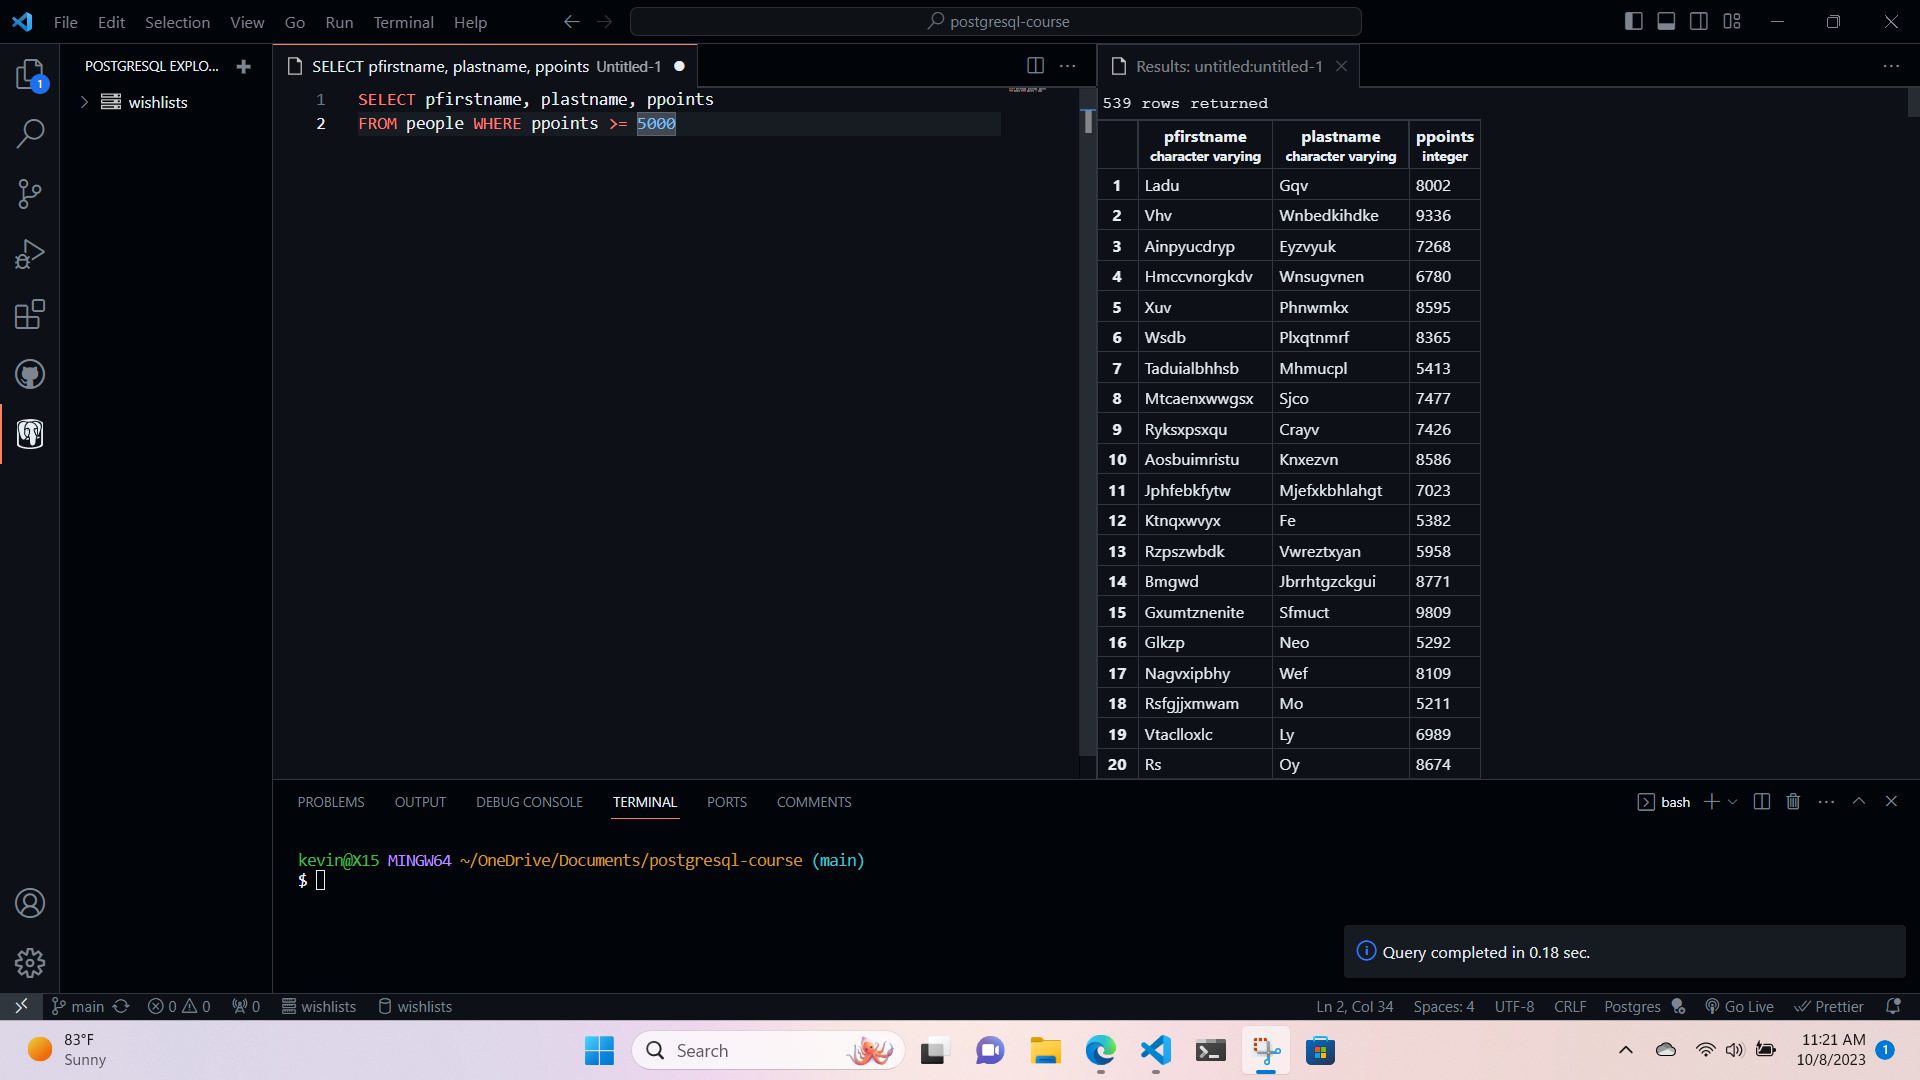 File Edit Selection View Go Run Terminal Help
postgresql-course
1
POSTGRESQL EXPLO...
wishlists
SELECT pfirstname, plastname, ppoints Untitled-1
1 SELECT pfirstname, plastname, ppoints
2 FROM people WHERE ppoints >= 5000
Results: untitled:untitled-1
539 rows returned
pfirstname plastname ppoints
character varying character varying integer
1 Ladu Gqv 8002
2 Vhv Wnbedkihdke 9336
3 Ainpyucdryp Eyzvyuk 7268
4 Hmccvnorgkdv Wnsugvnen 6780
5 Xuv Phnwmkx 8595
6 Wsdb Plxqtnmrf 8365
7 Taduialbhhsb Mhmucpl 5413
8 Mtcaenxwwgsx Sjco 7477
9 Ryksxpsxqu Crayv 7426
10 Aosbuimristu Knxezvn 8586
11 Jphfebkfytw Mjefxkbhlahgt 7023
12 Ktnqxwvyx Fe 5382
13 Rzpszwbdk Vwreztxyan 5958
14 Bmgwd Jbrrhtgzckgui 8771
15 Gxumtznenite Sfmuct 9809
16 Glkzp Neo 5292
17 Nagvxipbhy Wef 8109
18 Rsfgjjxmwam Mo 5211
19 Vtaclloxlc Ly 6989
20 Rs Oy 8674
PROBLEMS OUTPUT DEBUG CONSOLE TERMINAL PORTS COMMENTS
bash
kevin@X15 MINGW64 ~/OneDrive/Documents/postgresql-course (main)
$
Query completed in 0.18 sec.
main 0 0 0 wishlists wishlists
Ln 2, Col 34 Spaces: 4 UTF-8 CRLF Postgres Go Live Prettier
83°F
Sunny
Search
11:21 AM
10/8/2023
1